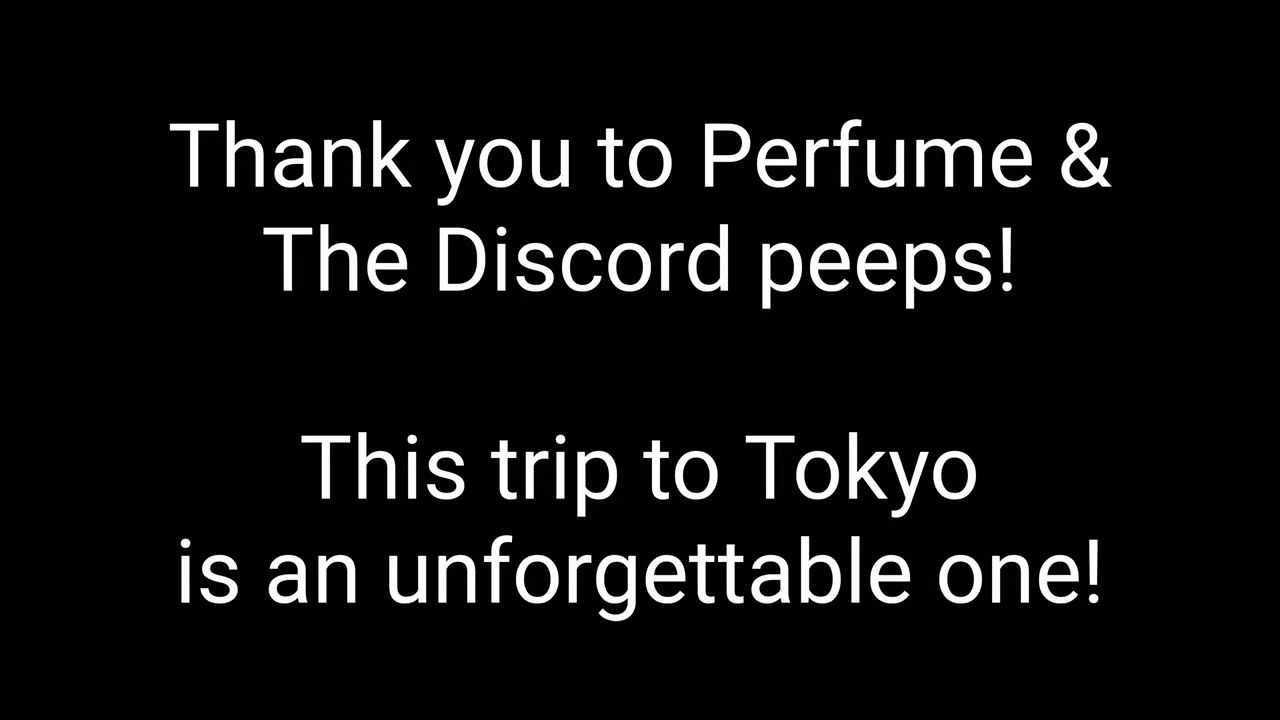 Thank you to Perfume &
The Discord peeps!
This trip to Tokyo
is an unforgettable one!